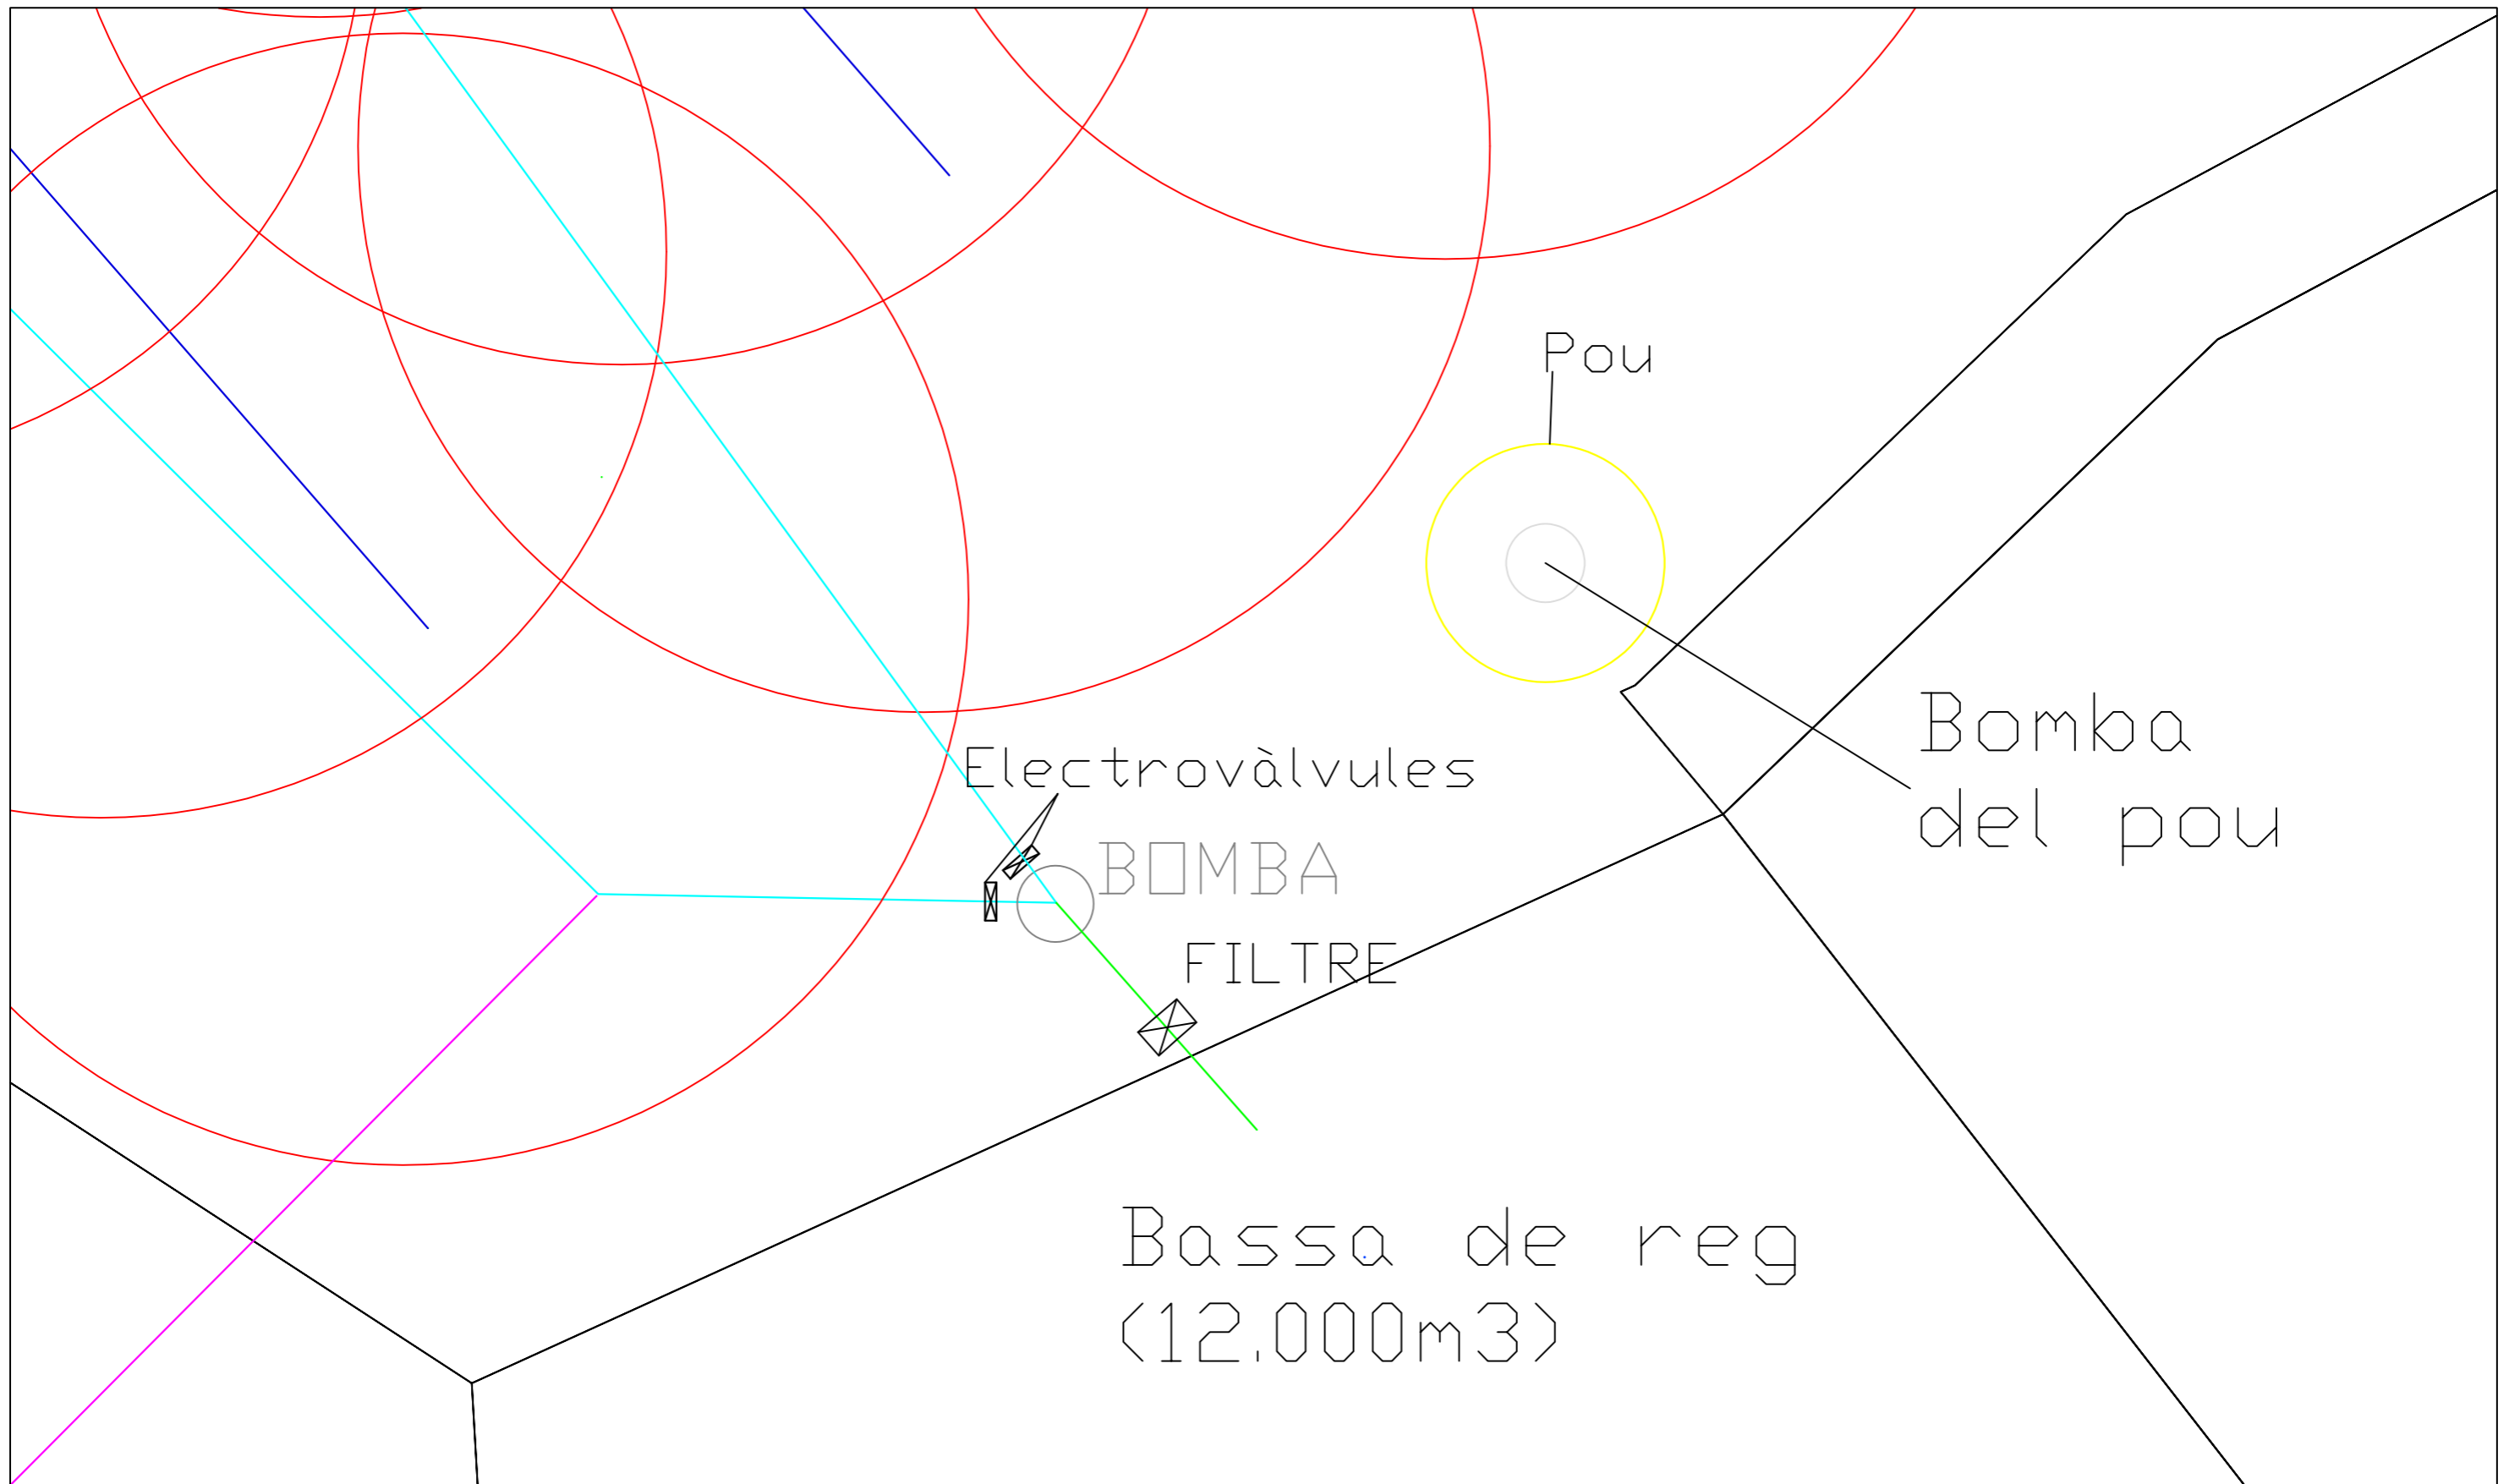 Pou
Bomba
del pou
Electrovàlvules
BOMBA
FILTRE
Bassa de reg
(12.000m3)